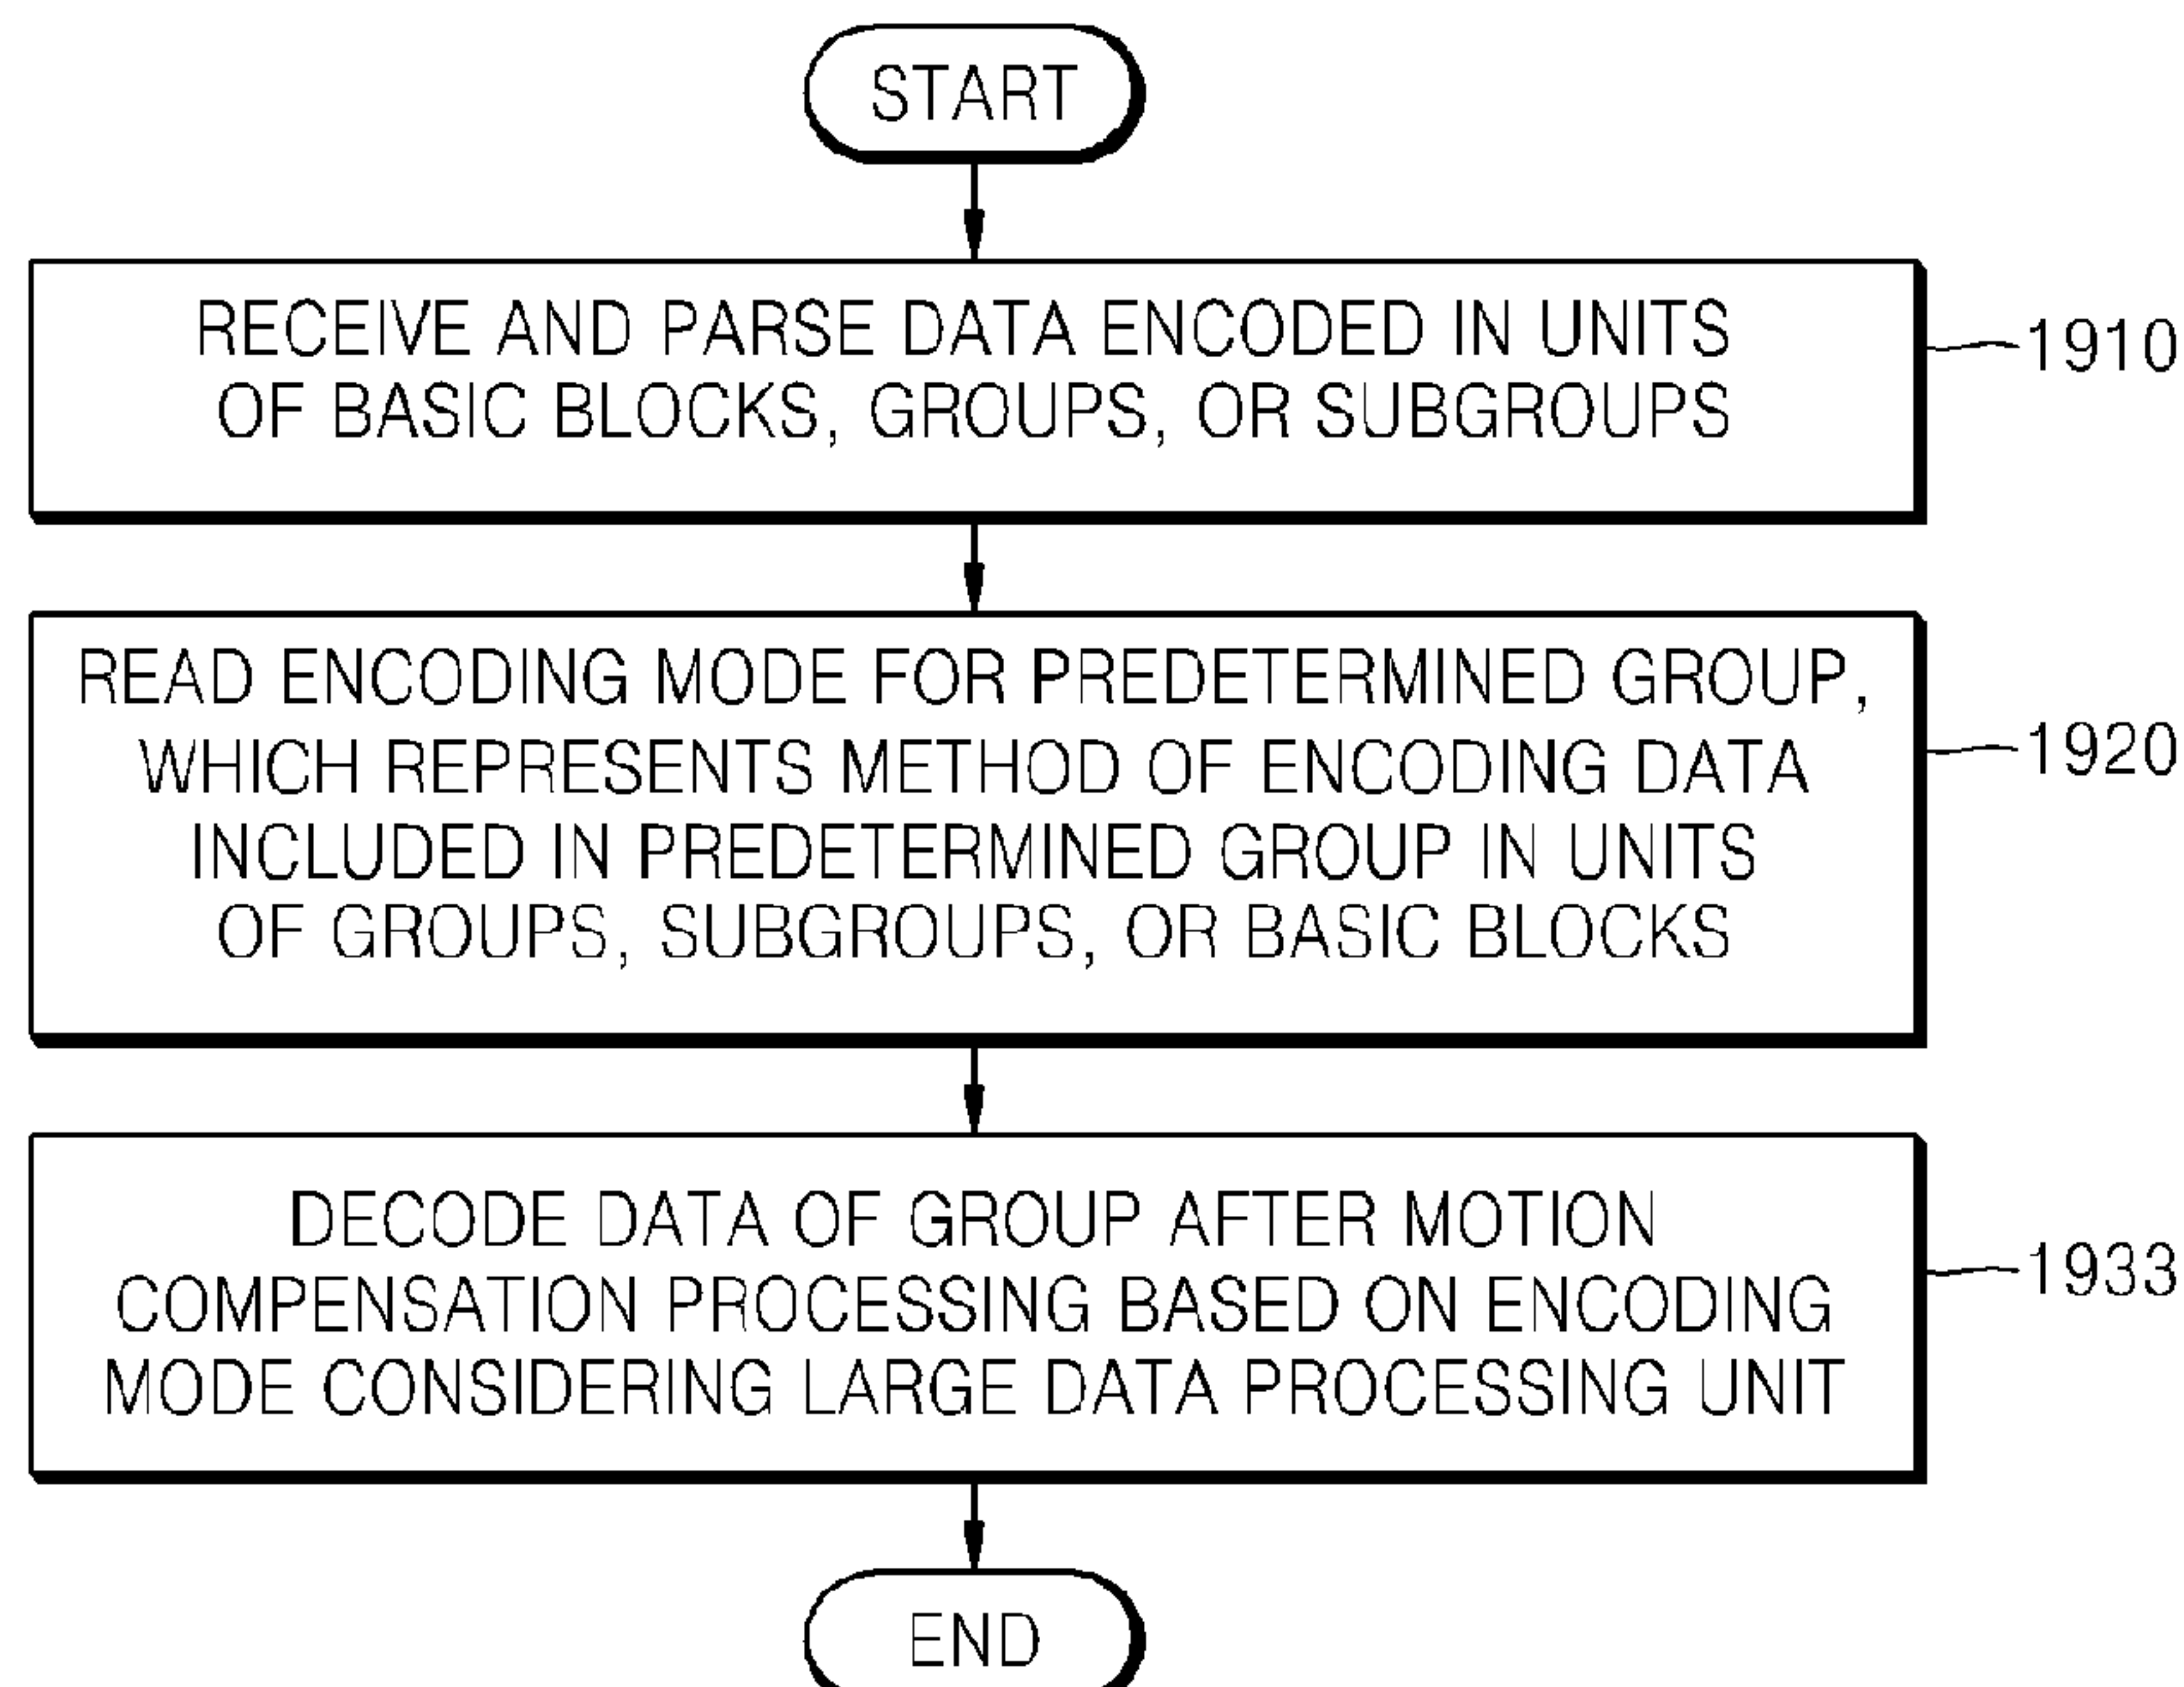 START
RECEIVE AND PARSE DATA ENCODED IN UNITS
OF BASIC BLOCKS, GROUPS, OR SUBGROUPS
1910
READ ENCODING MODE FOR PREDETERMINED GROUP,
WHICH REPRESENTS METHOD OF ENCODING DATA
INCLUDED IN PREDETERMINED GROUP IN UNITS
OF GROUPS, SUBGROUPS, OR BASIC BLOCKS
1920
DECODE DATA OF GROUP AFTER MOTION
COMPENSATION PROCESSING BASED ON ENCODING
MODE CONSIDERING LARGE DATA PROCESSING UNIT
1933
END